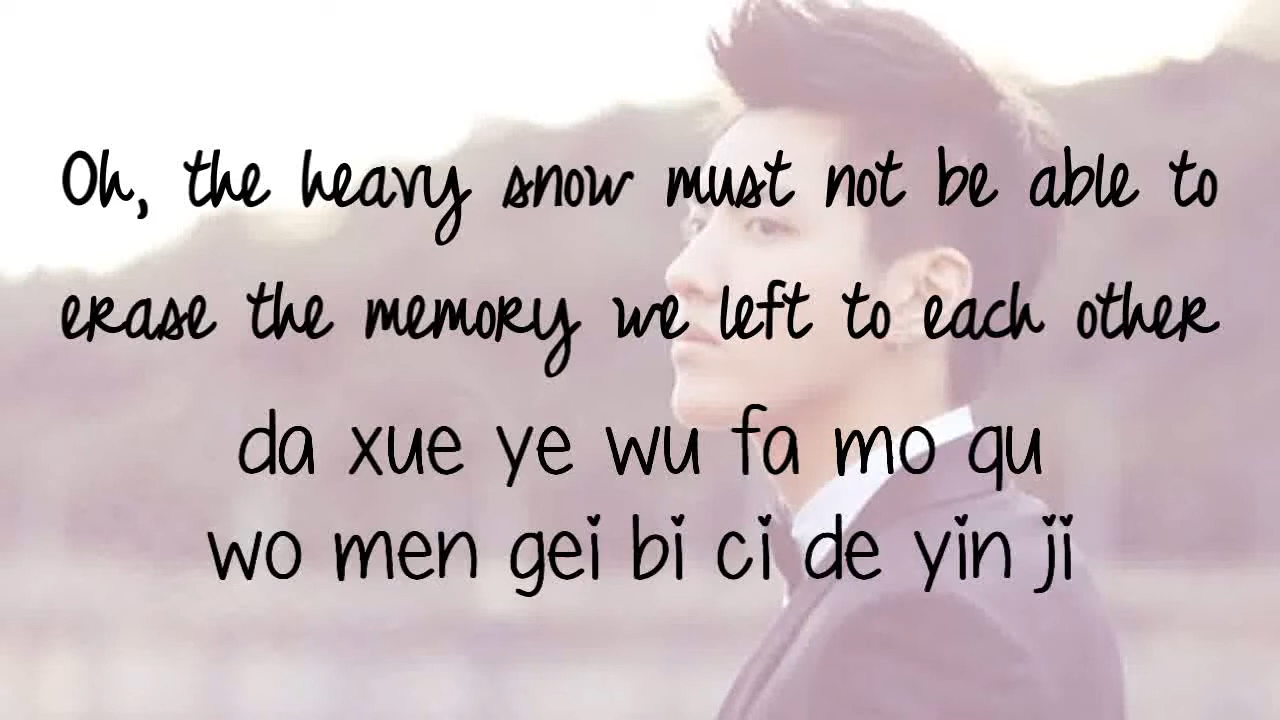 Oh, the heavy snow must not be able to
erase the memory we left to each other
da xue ye wu fa mo qu
wo men gei bi ci de yin ji